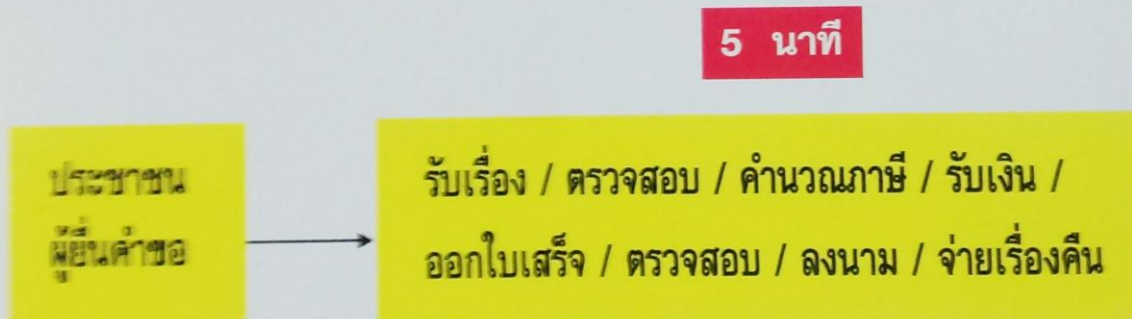 5 นาที
ประชาชน
ผู้ยื่นคำขอ
รับเรื่อง / ตรวจสอบ / คำนวณภาษี / รับเงิน /
ออกใบเสร็จ / ตรวจสอบ / ลงนาม / จ่ายเรื่องคืน